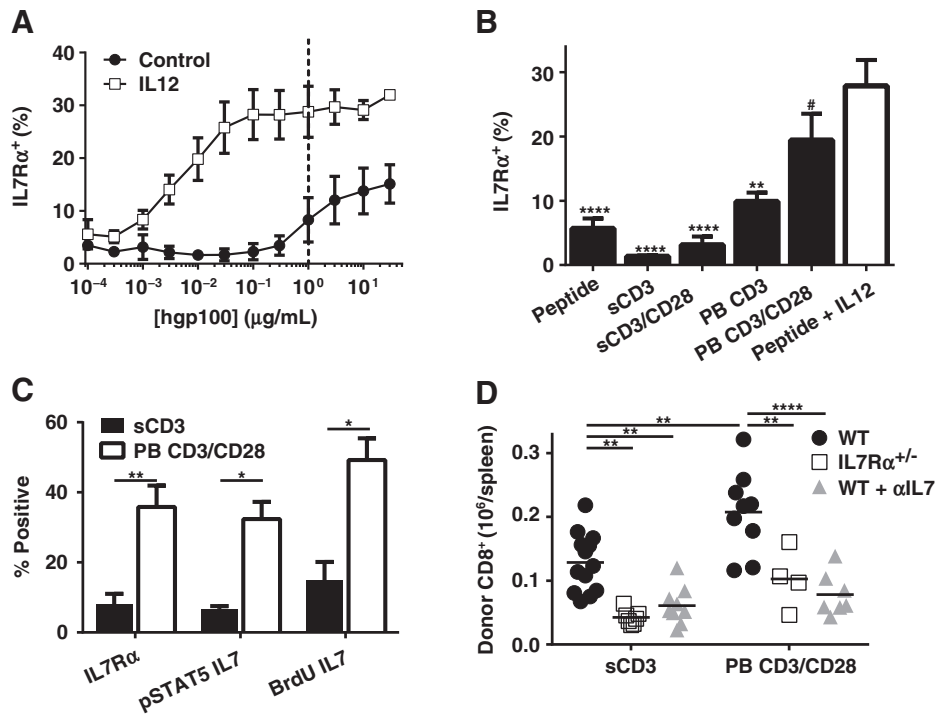 A
Control
IL12
IL7Rα⁺ (%)
40
30
20
10
0
10⁻⁴ 10⁻³ 10⁻² 10⁻¹ 10⁰ 10¹
[hgp100] (µg/mL)
B
IL7Rα⁺ (%)
30
20
10
0
****
****
****
**
#
Peptide
sCD3
sCD3/CD28
PB CD3
PB CD3/CD28
Peptide + IL12
C
sCD3
PB CD3/CD28
% Positive
60
40
20
0
**
*
*
IL7Rα
pSTAT5 IL7
BrdU IL7
D
WT
IL7Rα⁺/⁻
WT + αIL7
Donor CD8⁺ (10⁶/spleen)
0.3
0.2
0.1
0.0
**
**
**
****
**
sCD3
PB CD3/CD28